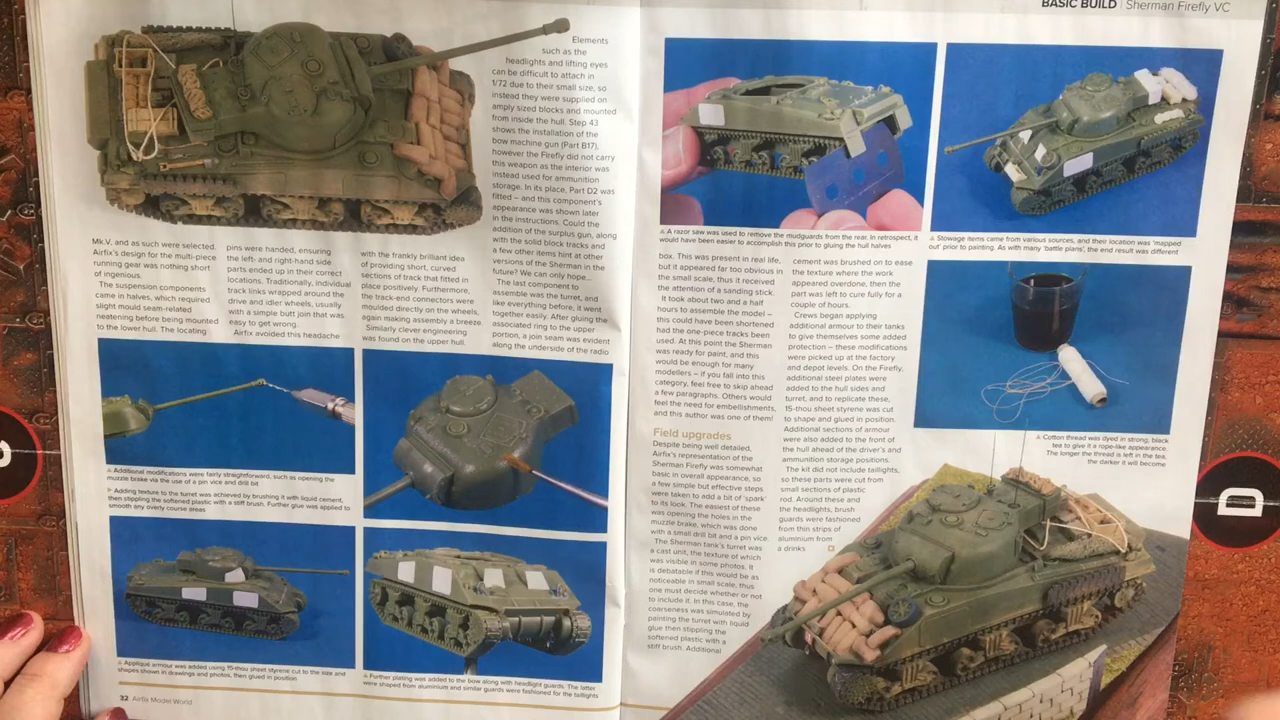 BASIC BUILD | Sherman Firefly VC
Elements
such as the
headlights and lifting eyes
can be difficult to attach in
1/72 due to their small size, so
instead they were supplied on
amply sized blocks and mounted
from inside the hull. Step 43
shows the installation of the
bow machine gun (Part B17),
however the Firefly did not carry
this weapon as the interior was
instead used for ammunition
storage. In its place, Part D2 was
fitted – and this component's
appearance was shown later
in the instructions. Could the
addition of the surplus gun, along
with the solid block tracks and
a few other items hint at other
versions of the Sherman in the
future? We can only hope...
The last component to
assemble was the turret, and
like everything before, it went
together easily. After gluing the
associated ring to the upper
portion, a join seam was evident
along the underside of the radio
Mk.V, and as such were selected.
Airfix's design for the multi-piece
running gear was nothing short
of ingenious.
The suspension components
came in halves, which required
slight mould seam-related
neatening before being mounted
to the lower hull. The locating
pins were handed, ensuring
the left- and right-hand side
parts ended up in their correct
locations. Traditionally, individual
track links wrapped around the
drive and idler wheels, usually
with a simple butt join that was
easy to get wrong.
Airfix avoided this headache
with the frankly brilliant idea
of providing short, curved
sections of track that fitted in
place positively. Furthermore,
the track-end connectors were
moulded directly on the wheels,
again making assembly a breeze.
Similarly clever engineering
was found on the upper hull.
Additional modifications were fairly straightforward, such as opening the
muzzle brake via the use of a pin vice and drill bit
Adding texture to the turret was achieved by brushing it with liquid cement,
then stippling the softened plastic with a stiff brush. Further glue was applied to
smooth any overly course areas
Appliqué armour was added using 15-thou sheet styrene cut to the size and
shapes shown in drawings and photos, then glued in position
Further plating was added to the bow along with headlight guards. The latter
were shaped from aluminium and similar guards were fashioned for the taillights
32 Airfix Model World
A razor saw was used to remove the mudguards from the rear. In retrospect, it
would have been easier to accomplish this prior to gluing the hull halves
Stowage items came from various sources, and their location was 'mapped
out' prior to painting. As with many 'battle plans', the end result was different
box. This was present in real life,
but it appeared far too obvious in
the small scale, thus it received
the attention of a sanding stick.
It took about two and a half
hours to assemble the model –
this could have been shortened
had the one-piece tracks been
used. At this point the Sherman
was ready for paint, and this
would be enough for many
modellers – if you fall into this
category, feel free to skip ahead
a few paragraphs. Others would
feel the need for embellishments,
and this author was one of them!
Field upgrades
Despite being well detailed,
Airfix's representation of the
Sherman Firefly was somewhat
basic in overall appearance, so
a few simple but effective steps
were taken to add a bit of 'spark'
to its look. The easiest of these
was opening the holes in the
muzzle brake, which was done
with a small drill bit and a pin vice.
The Sherman tank's turret was
a cast unit, the texture of which
was visible in some photos. It
is debatable if this would be as
noticeable in small scale, thus
one must decide whether or not
to include it. In this case, the
coarseness was simulated by
painting the turret with liquid
glue then stippling the
softened plastic with a
stiff brush. Additional
cement was brushed on to ease
the texture where the work
appeared overdone, then the
part was left to cure fully for a
couple of hours.
Crews began applying
additional armour to their tanks
to give themselves some added
protection – these modifications
were picked up at the factory
and depot levels. On the Firefly,
additional steel plates were
added to the hull sides and
turret, and to replicate these,
15-thou sheet styrene was cut
to shape and glued in position.
Additional sections of armour
were also added to the front of
the hull ahead of the driver's and
ammunition storage positions.
The kit did not include taillights,
so these parts were cut from
small sections of plastic
rod. Around these and
the headlights, brush
guards were fashioned
from thin strips of
aluminium from
a drinks
Cotton thread was dyed in strong, black
tea to give it a rope-like appearance.
The longer the thread is left in the tea,
the darker it will become
D